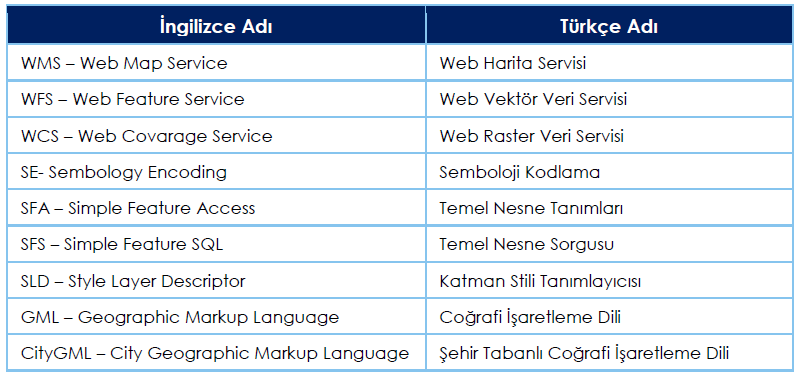 İngilizce Adı Türkçe Adı
WMS – Web Map Service Web Harita Servisi
WFS – Web Feature Service Web Vektör Veri Servisi
WCS – Web Covarage Service Web Raster Veri Servisi
SE- Sembology Encoding Semboloji Kodlama
SFA – Simple Feature Access Temel Nesne Tanımları
SFS – Simple Feature SQL Temel Nesne Sorgusu
SLD – Style Layer Descriptor Katman Stili Tanımlayıcısı
GML – Geographic Markup Language Coğrafi İşaretleme Dili
CityGML – City Geographic Markup Language Şehir Tabanlı Coğrafi İşaretleme Dili